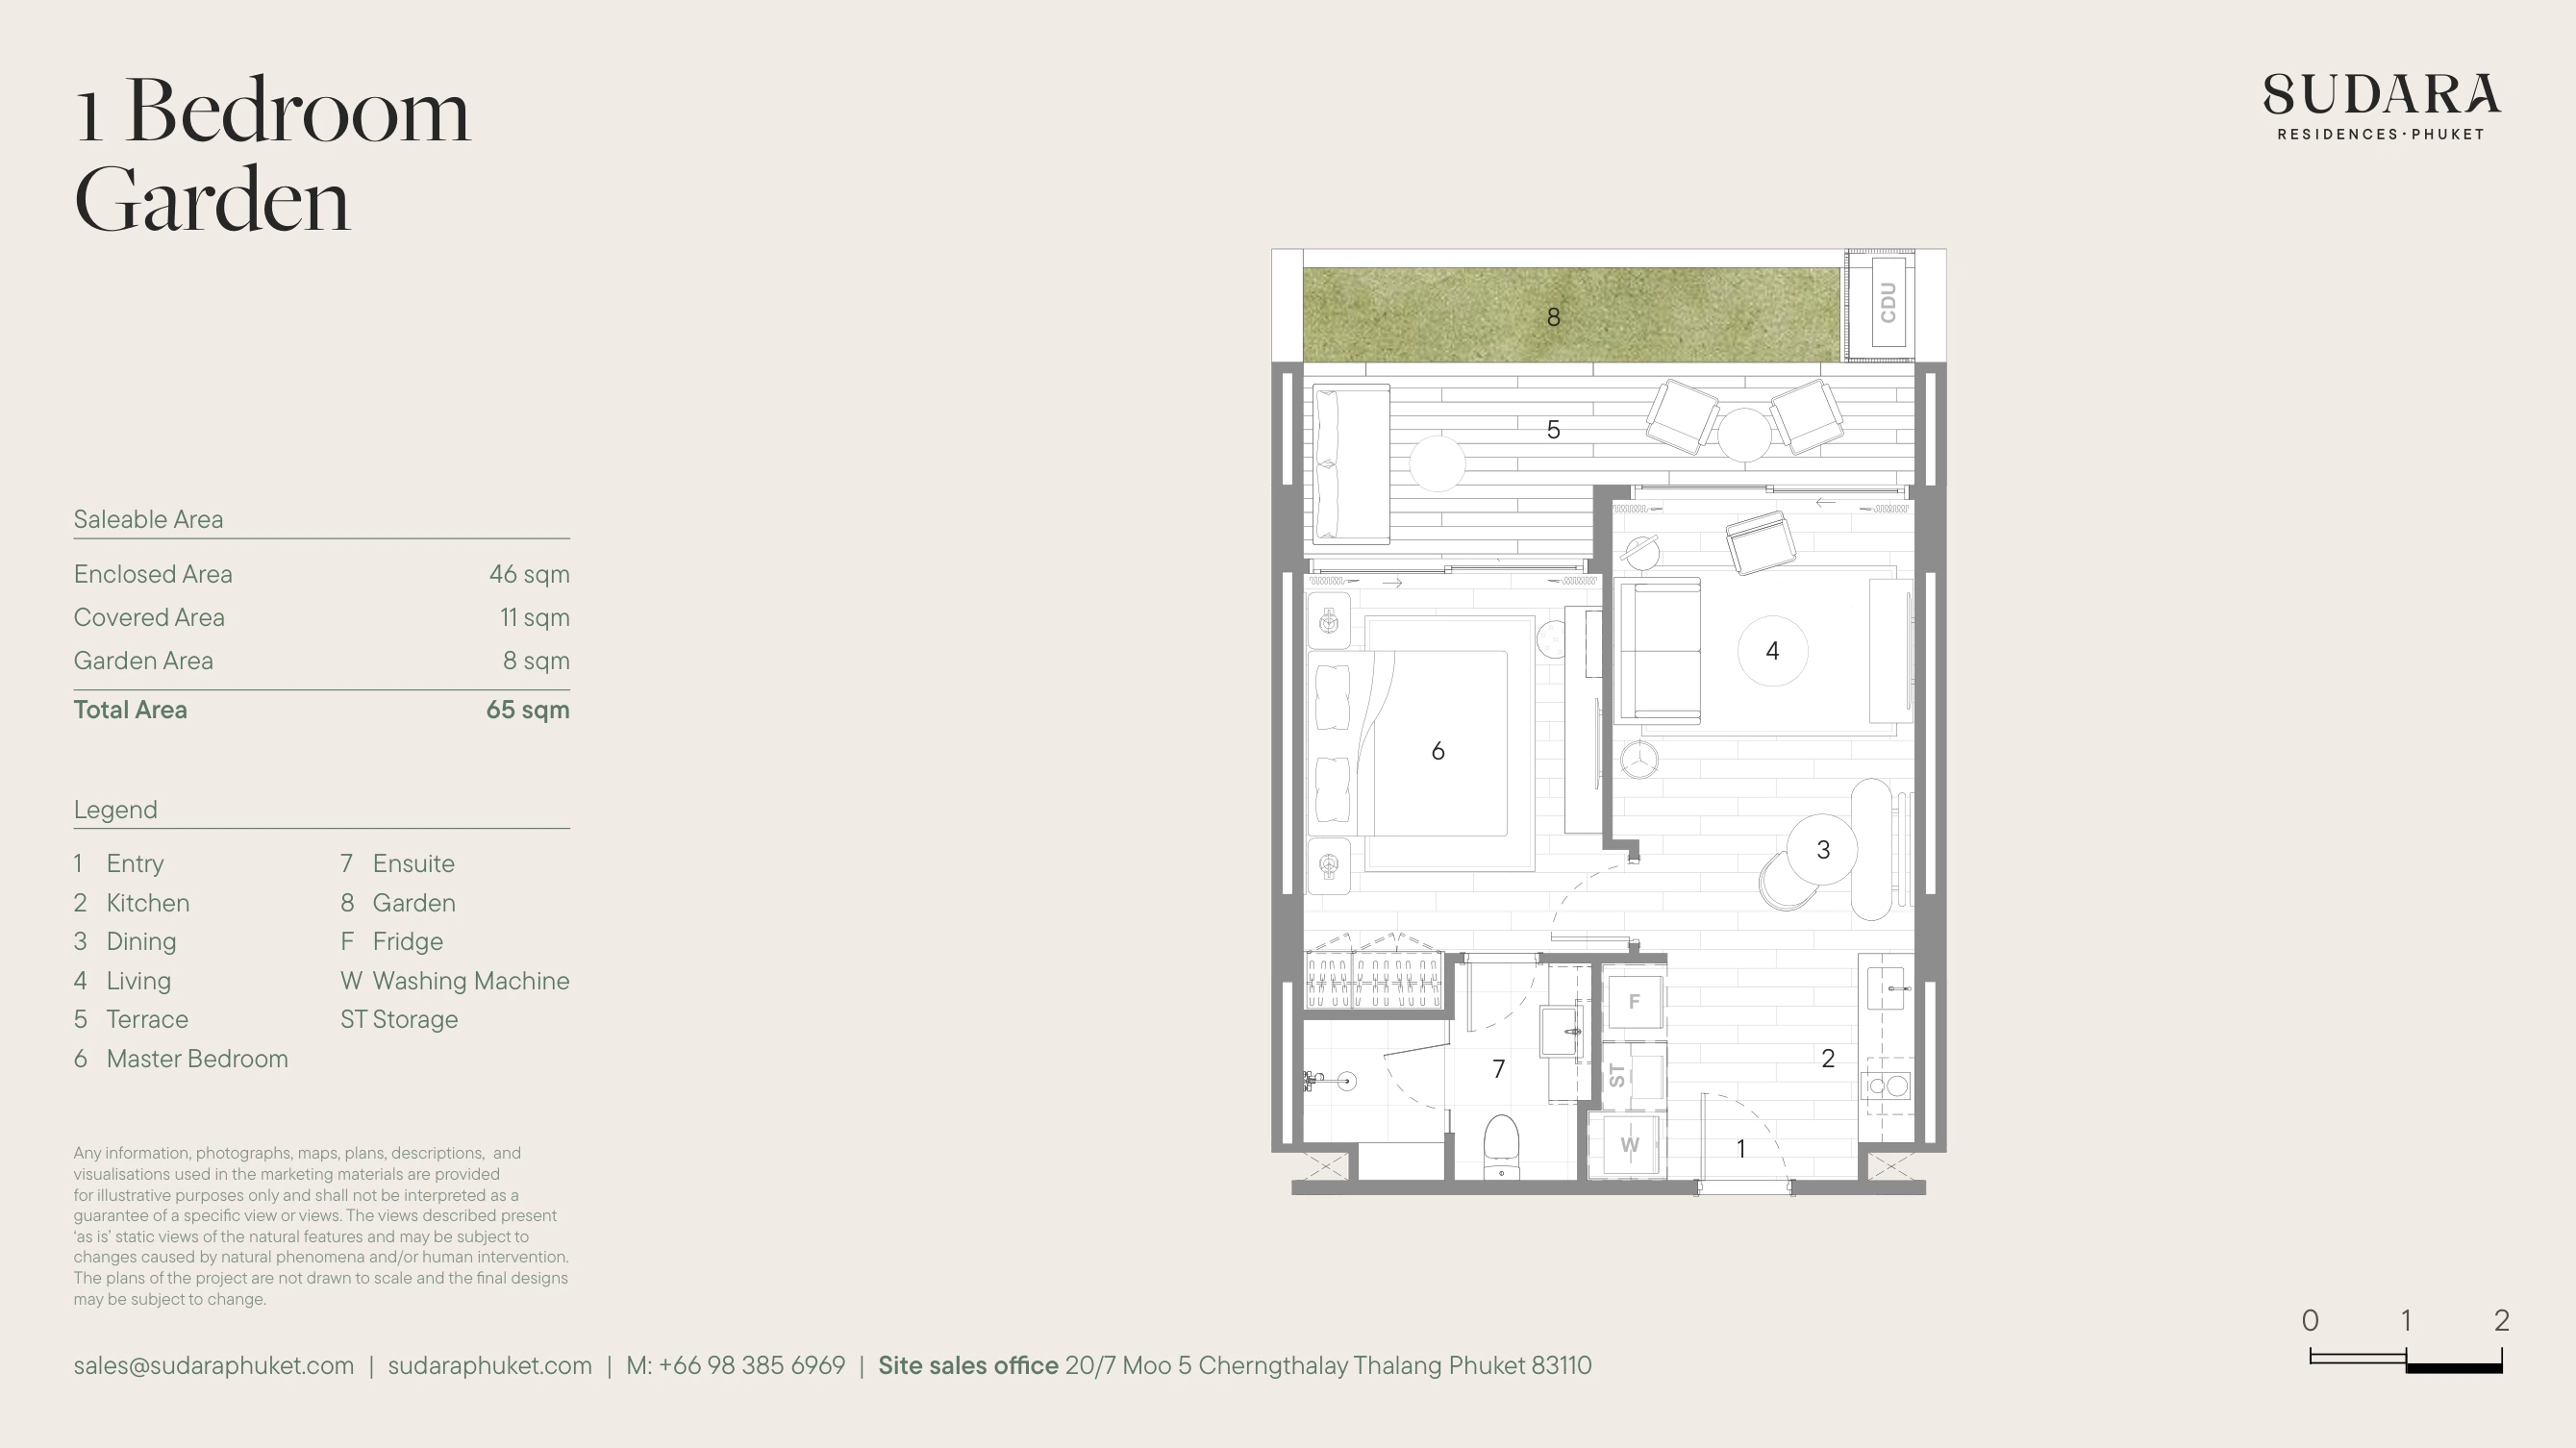 1 Bedroom
Garden
SUDARA
RESIDENCES·PHUKET
Saleable Area
Enclosed Area 46 sqm
Covered Area 11 sqm
Garden Area 8 sqm
Total Area 65 sqm
Legend
1 Entry
2 Kitchen
3 Dining
4 Living
5 Terrace
6 Master Bedroom
7 Ensuite
8 Garden
F Fridge
W Washing Machine
ST Storage
Any information, photographs, maps, plans, descriptions, and
visualisations used in the marketing materials are provided
for illustrative purposes only and shall not be interpreted as a
guarantee of a specific view or views. The views described present
‘as is’ static views of the natural features and may be subject to
changes caused by natural phenomena and/or human intervention.
The plans of the project are not drawn to scale and the final designs
may be subject to change.
8
CDU
5
4
6
3
F
ST
2
7
W
1
0 1 2
sales@sudaraphuket.com | sudaraphuket.com | M: +66 98 385 6969 | Site sales office 20/7 Moo 5 Cherngthalay Thalang Phuket 83110